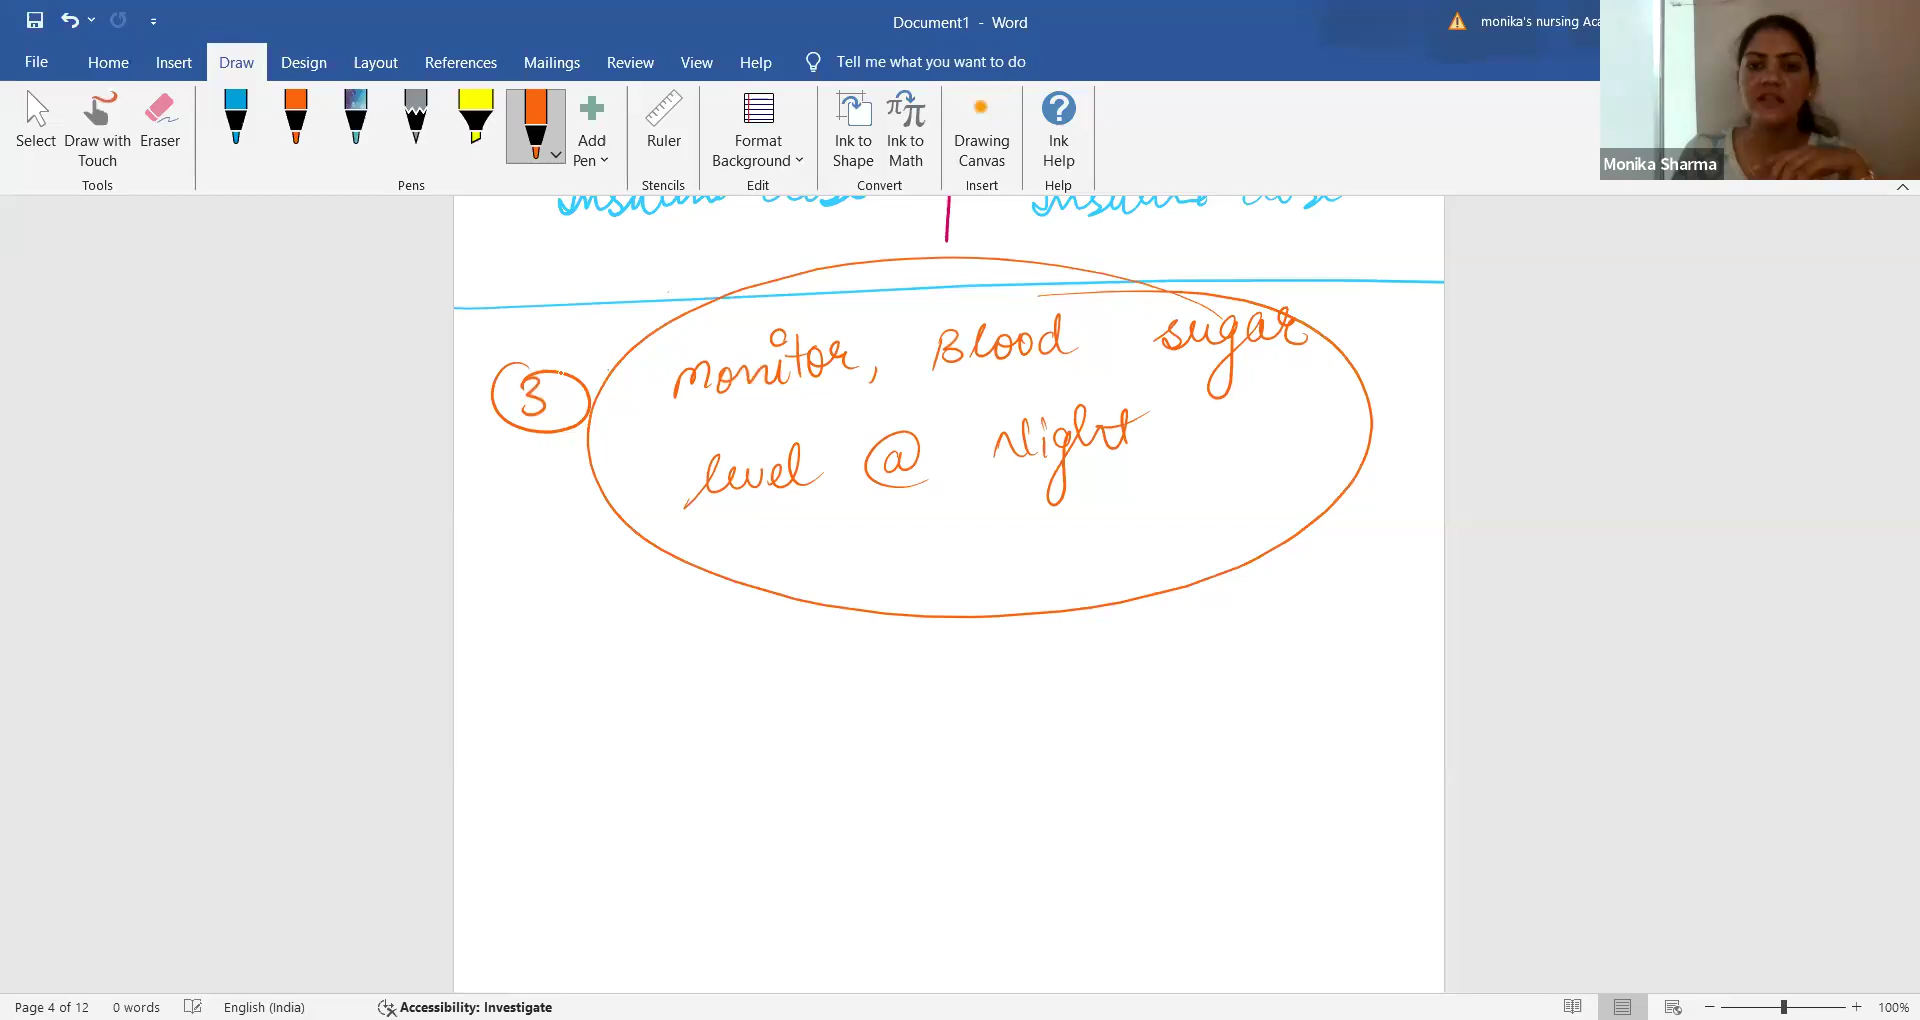 Document1 - Word
monika's nursing Aca
File Home Insert Draw Design Layout References Mailings Review View Help Tell me what you want to do
Select Draw with Touch Eraser Add Pen Ruler Format Background Ink to Shape Ink to Math Drawing Canvas Ink Help
Tools Pens Stencils Edit Convert Insert Help
Monika Sharma
monitor, Blood sugar
3
level @ Night
Page 4 of 12 0 words English (India) Accessibility: Investigate 100%